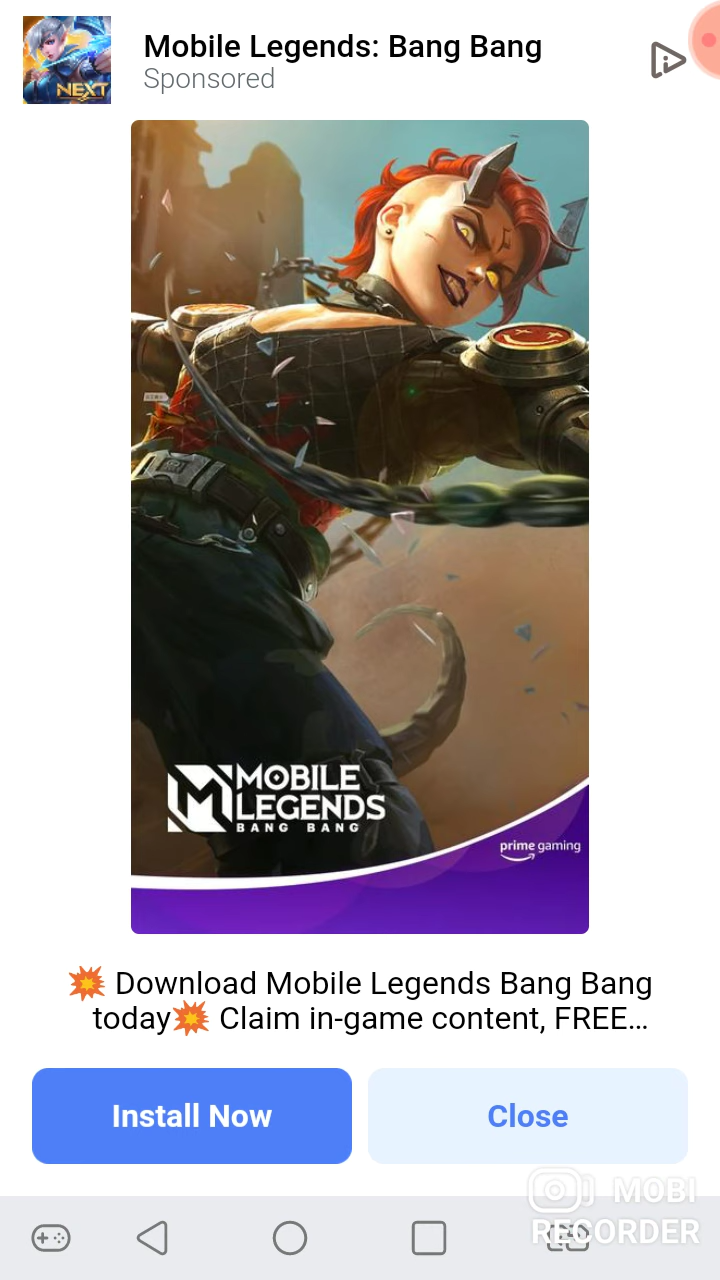 Mobile Legends: Bang Bang
Sponsored
NEXT
MOBILE
LEGENDS
BANG BANG
prime gaming
💥 Download Mobile Legends Bang Bang
today💥 Claim in-game content, FREE...
Install Now
Close
MOBI
RECORDER